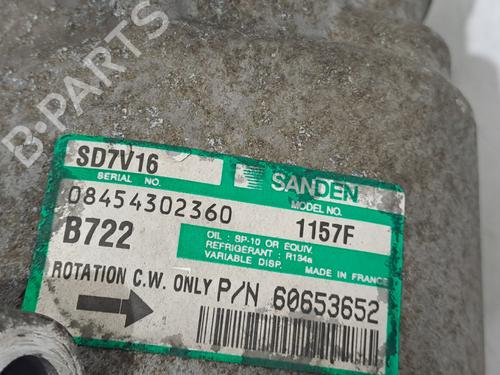 B-PARTS
SD7V16
SANDEN
SERIAL NO.
MODEL NO.
08454302360
1157F
B722
OIL : SP-10 OR EQUIV.
REFRIGERANT : R134a
VARIABLE DISP.
MADE IN FRANCE
ROTATION C.W. ONLY
P/N 60653652